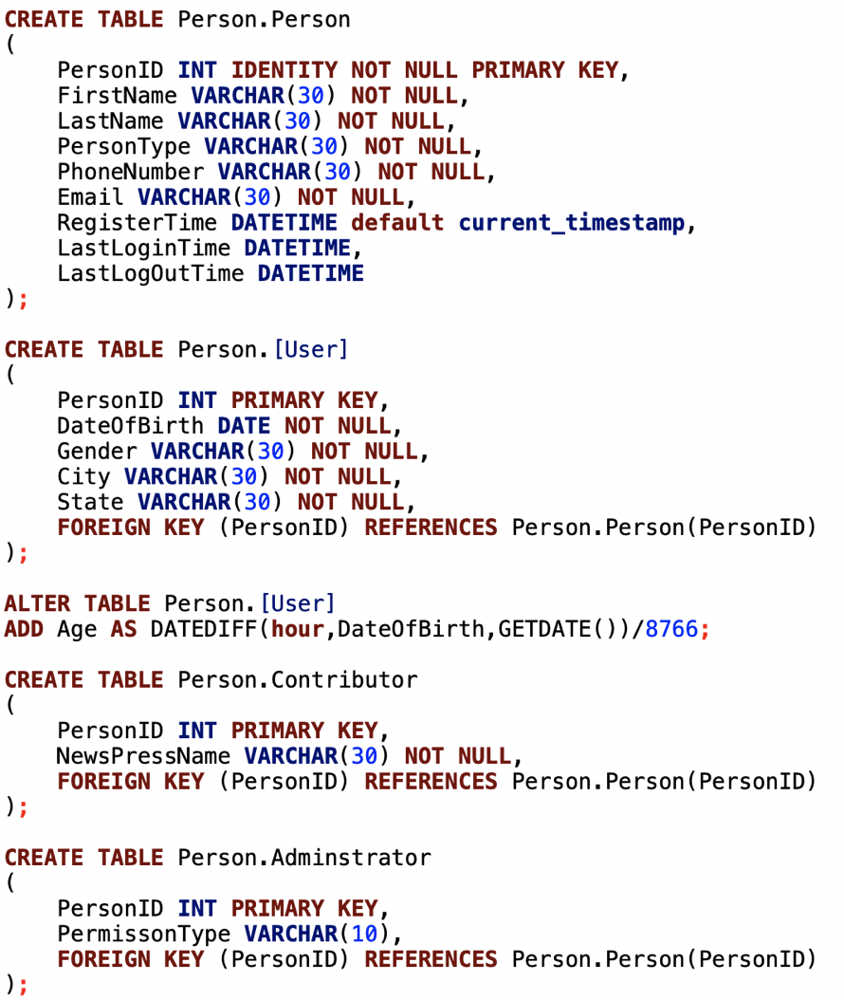 CREATE TABLE Person.Person
(
    PersonID INT IDENTITY NOT NULL PRIMARY KEY,
    FirstName VARCHAR(30) NOT NULL,
    LastName VARCHAR(30) NOT NULL,
    PersonType VARCHAR(30) NOT NULL,
    PhoneNumber VARCHAR(30) NOT NULL,
    Email VARCHAR(30) NOT NULL,
    RegisterTime DATETIME default current_timestamp,
    LastLoginTime DATETIME,
    LastLogOutTime DATETIME
);

CREATE TABLE Person.[User]
(
    PersonID INT PRIMARY KEY,
    DateOfBirth DATE NOT NULL,
    Gender VARCHAR(30) NOT NULL,
    City VARCHAR(30) NOT NULL,
    State VARCHAR(30) NOT NULL,
    FOREIGN KEY (PersonID) REFERENCES Person.Person(PersonID)
);

ALTER TABLE Person.[User]
ADD Age AS DATEDIFF(hour,DateOfBirth,GETDATE())/8766;

CREATE TABLE Person.Contributor
(
    PersonID INT PRIMARY KEY,
    NewsPressName VARCHAR(30) NOT NULL,
    FOREIGN KEY (PersonID) REFERENCES Person.Person(PersonID)
);

CREATE TABLE Person.Adminstrator
(
    PersonID INT PRIMARY KEY,
    PermissonType VARCHAR(10),
    FOREIGN KEY (PersonID) REFERENCES Person.Person(PersonID)
);